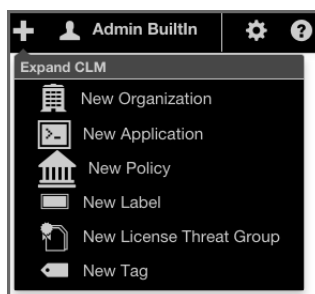 Admin BuiltIn
Expand CLM
New Organization
New Application
New Policy
New Label
New License Threat Group
New Tag